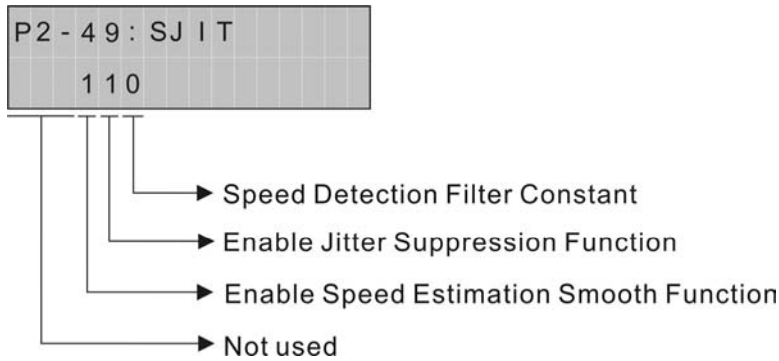 P2-49: SJIT
110
Speed Detection Filter Constant
Enable Jitter Suppression Function
Enable Speed Estimation Smooth Function
Not used